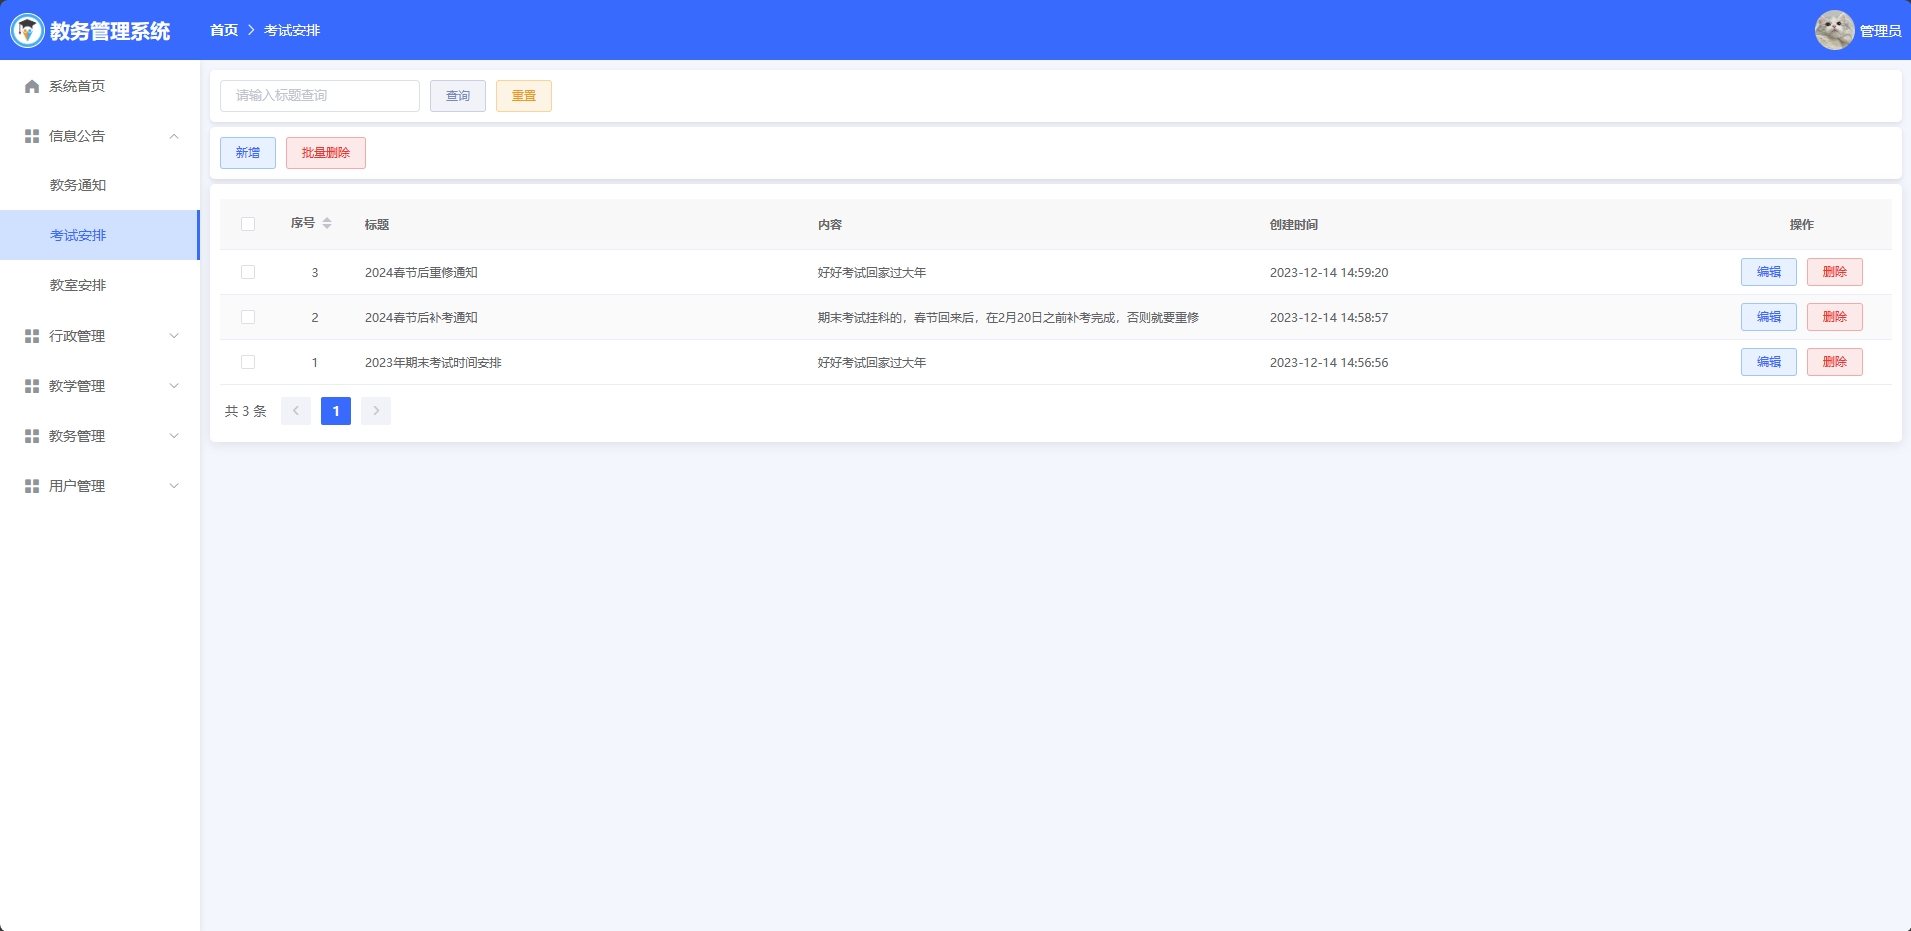 教务管理系统
首页 > 考试安排
管理员
系统首页
信息公告
教务通知
考试安排
教室安排
行政管理
教学管理
教务管理
用户管理
请输入标题查询 查询 重置
新增 批量删除
序号 标题 内容 创建时间 操作
3 2024春节后重修通知 好好考试回家过大年 2023-12-14 14:59:20 编辑 删除
2 2024春节后补考通知 期末考试挂科的，春节回来后，在2月20日之前补考完成，否则就要重修 2023-12-14 14:58:57 编辑 删除
1 2023年期末考试时间安排 好好考试回家过大年 2023-12-14 14:56:56 编辑 删除
共 3 条 < 1 >